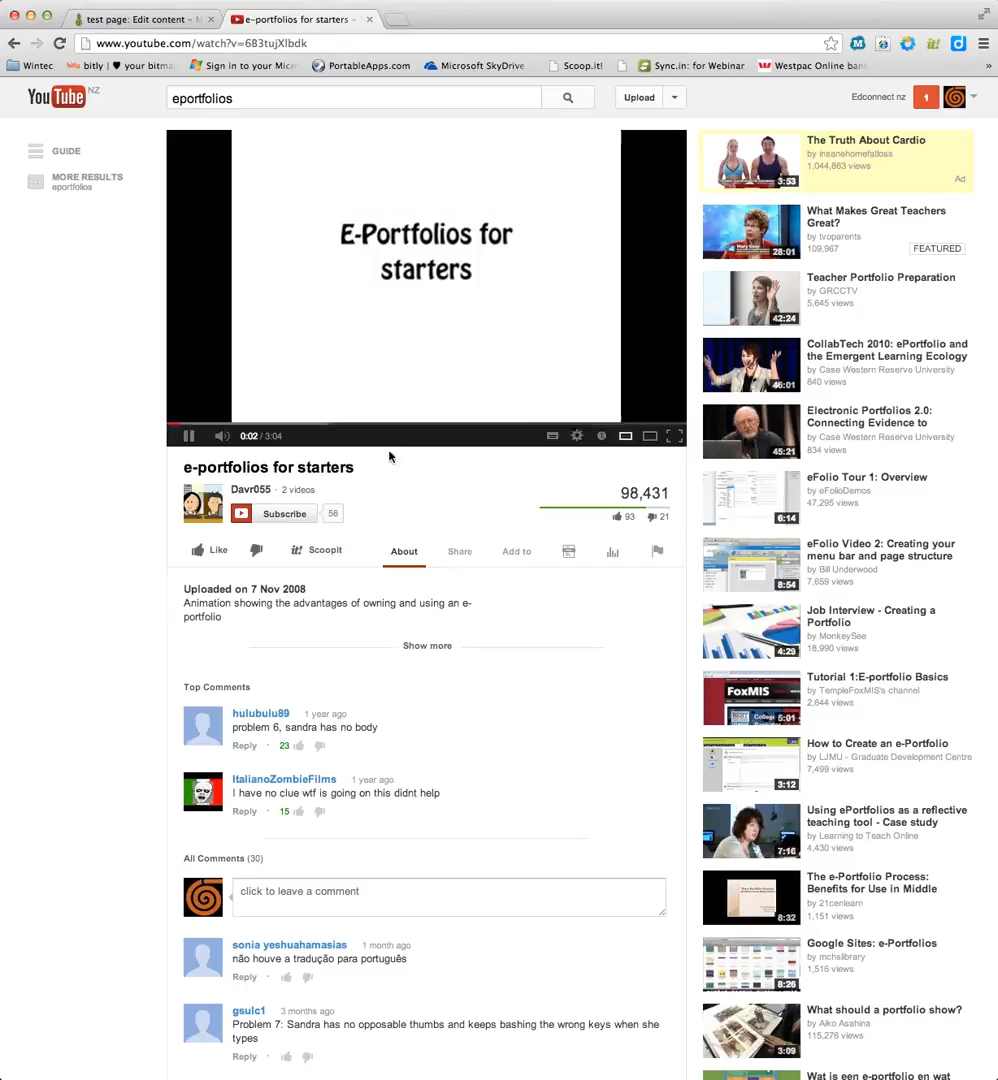 test page: Edit content – M
e-portfolios for starters –
www.youtube.com/watch?v=6B3tujXlbdk
Wintec
bitly | ♥ your bitma
Sign in to your Micr
PortableApps.com
Microsoft SkyDrive
Scoop.it!
Sync.in: for Webinar
Westpac Online ban
»
YouTube NZ
eportfolios
Upload
Edconnect nz
1
GUIDE
MORE RESULTS
eportfolios
E-Portfolios for
starters
0:02 / 3:04
e-portfolios for starters
Davr055 · 2 videos
Subscribe 56
98,431
93 21
Like
it! Scoopit
About
Share
Add to
Uploaded on 7 Nov 2008
Animation showing the advantages of owning and using an e-
portfolio
Show more
Top Comments
hulubulu89 1 year ago
problem 6, sandra has no body
Reply · 23
ItalianoZombieFilms 1 year ago
I have no clue wtf is going on this didnt help
Reply · 15
All Comments (30)
click to leave a comment
sonia yeshuahamasias 1 month ago
não houve a tradução para português
Reply ·
gsulc1 3 months ago
Problem 7: Sandra has no opposable thumbs and keeps bashing the wrong keys when she
types
Reply ·
3:53
The Truth About Cardio
by insanehomefatloss
1,044,863 views
Ad
28:01
What Makes Great Teachers
Great?
by tvoparents
109,967
FEATURED
42:24
Teacher Portfolio Preparation
by GRCCTV
5,645 views
46:01
CollabTech 2010: ePortfolio and
the Emergent Learning Ecology
by Case Western Reserve University
840 views
45:21
Electronic Portfolios 2.0:
Connecting Evidence to
by Case Western Reserve University
834 views
6:14
eFolio Tour 1: Overview
by eFolioDemos
47,295 views
8:54
eFolio Video 2: Creating your
menu bar and page structure
by Bill Underwood
7,659 views
4:29
Job Interview - Creating a
Portfolio
by MonkeySee
18,990 views
FoxMIS
5:01
Tutorial 1:E-portfolio Basics
by TempleFoxMIS's channel
2,644 views
3:12
How to Create an e-Portfolio
by LJMU - Graduate Development Centre
7,499 views
7:16
Using ePortfolios as a reflective
teaching tool - Case study
by Learning to Teach Online
4,430 views
8:32
The e-Portfolio Process:
Benefits for Use in Middle
by 21cenlearn
1,151 views
8:26
Google Sites: e-Portfolios
by mchslibrary
1,516 views
3:09
What should a portfolio show?
by Aiko Asahina
115,276 views
Wat is een e-portfolio en wat